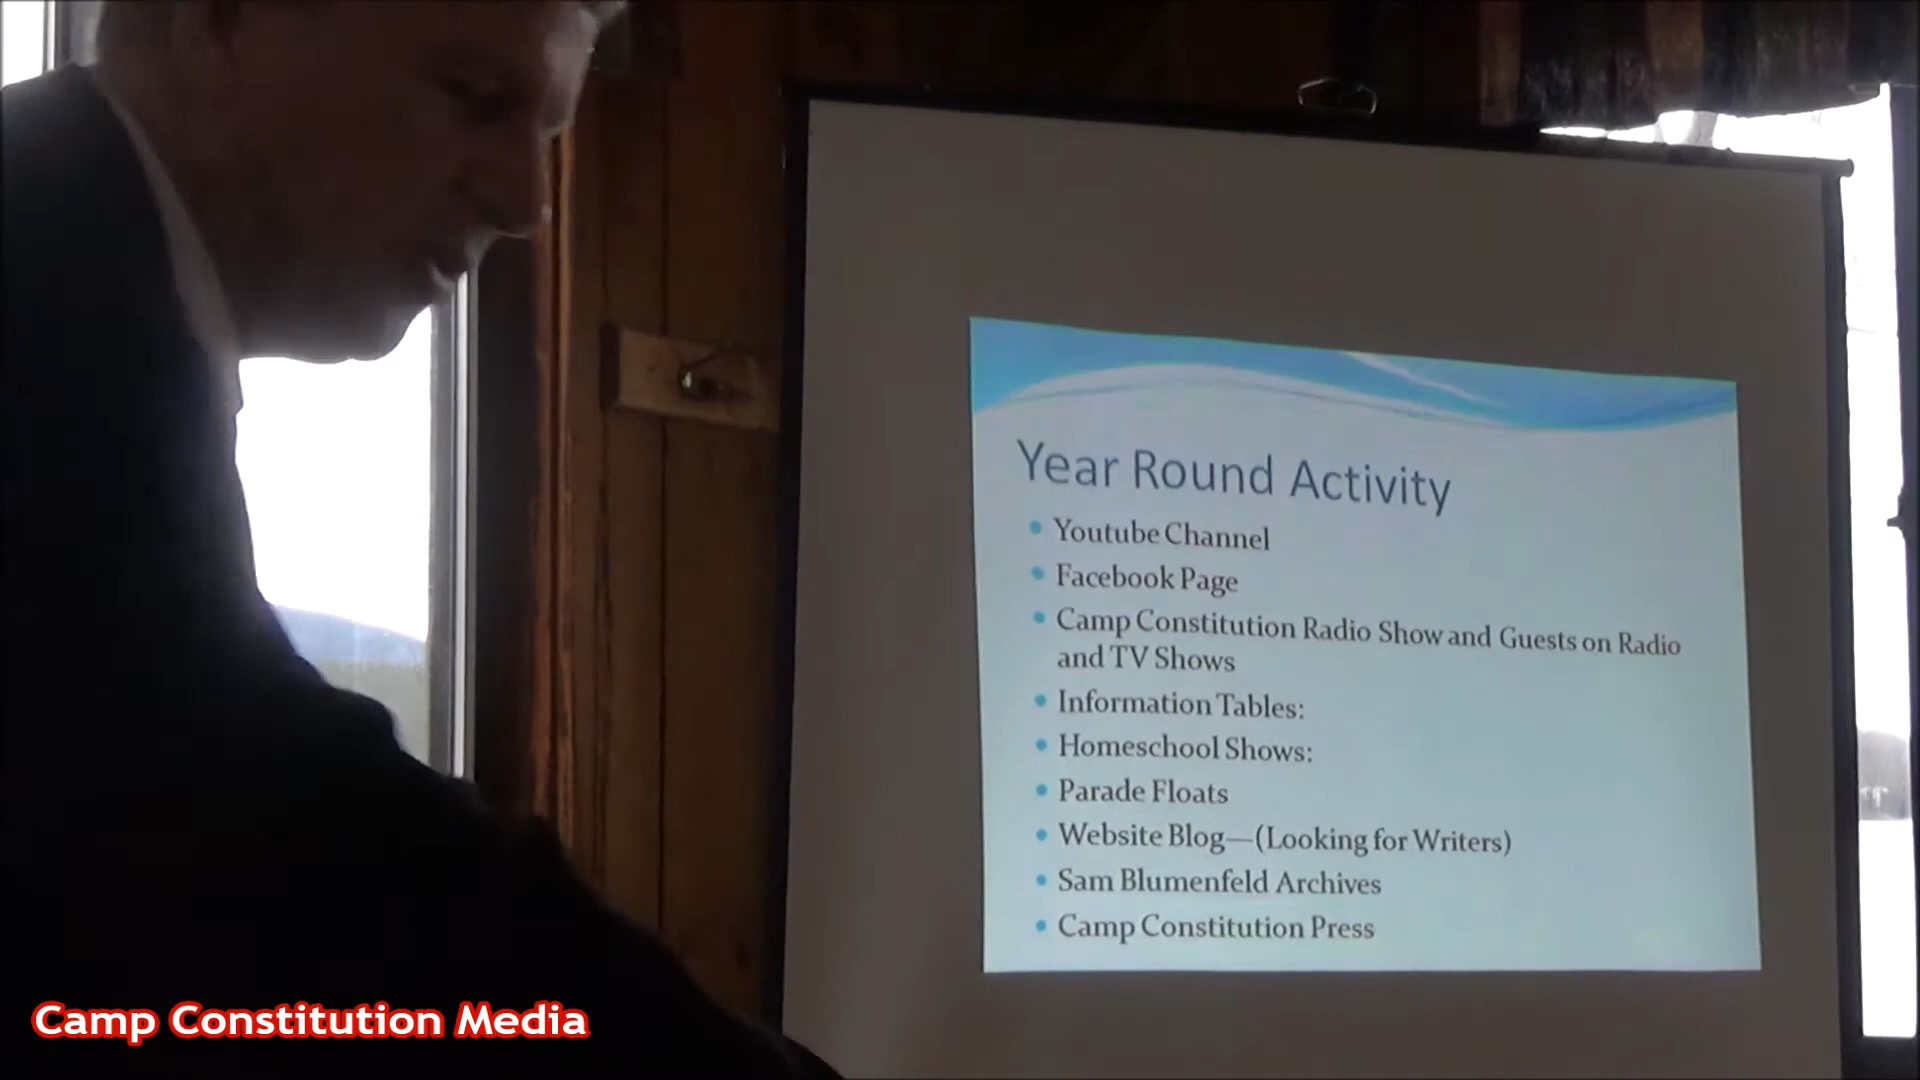 Year Round Activity
Youtube Channel
Facebook Page
Camp Constitution Radio Show and Guests on Radio
and TV Shows
Information Tables:
Homeschool Shows:
Parade Floats
Website Blog—(Looking for Writers)
Sam Blumenfeld Archives
Camp Constitution Press
Camp Constitution Media